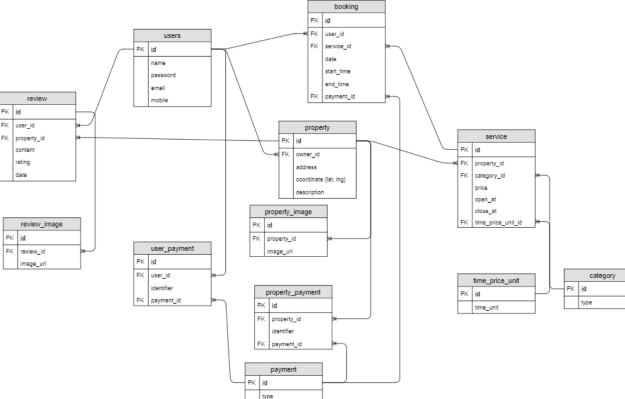 booking
PK id
FK user_id
FK service_id
date
start_time
end_time
FK payment_id
users
PK id
name
password
email
mobile
review
PK id
FK user_id
FK property_id
content
rating
date
property
PK id
FK owner_id
address
coordinate {lat, lng}
description
service
PK id
FK property_id
FK category_id
price
open_at
close_at
FK time_price_unit_id
review_image
PK id
FK review_id
image_url
property_image
PK id
FK property_id
image_url
user_payment
PK id
FK user_id
identifier
FK payment_id
property_payment
PK id
FK property_id
identifier
FK payment_id
time_price_unit
PK id
time_unit
category
PK id
type
payment
PK id
type